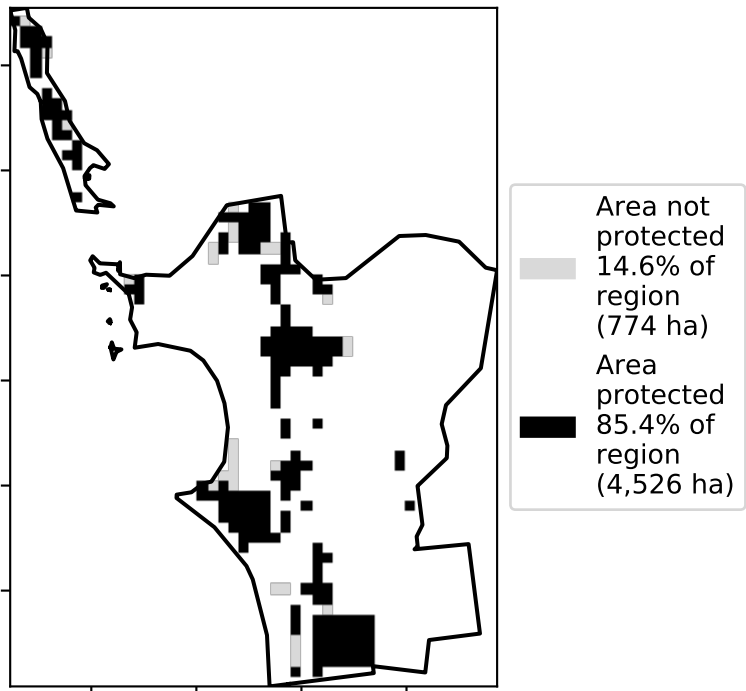 Area not
protected
14.6% of
region
(774 ha)
Area
protected
85.4% of
region
(4,526 ha)